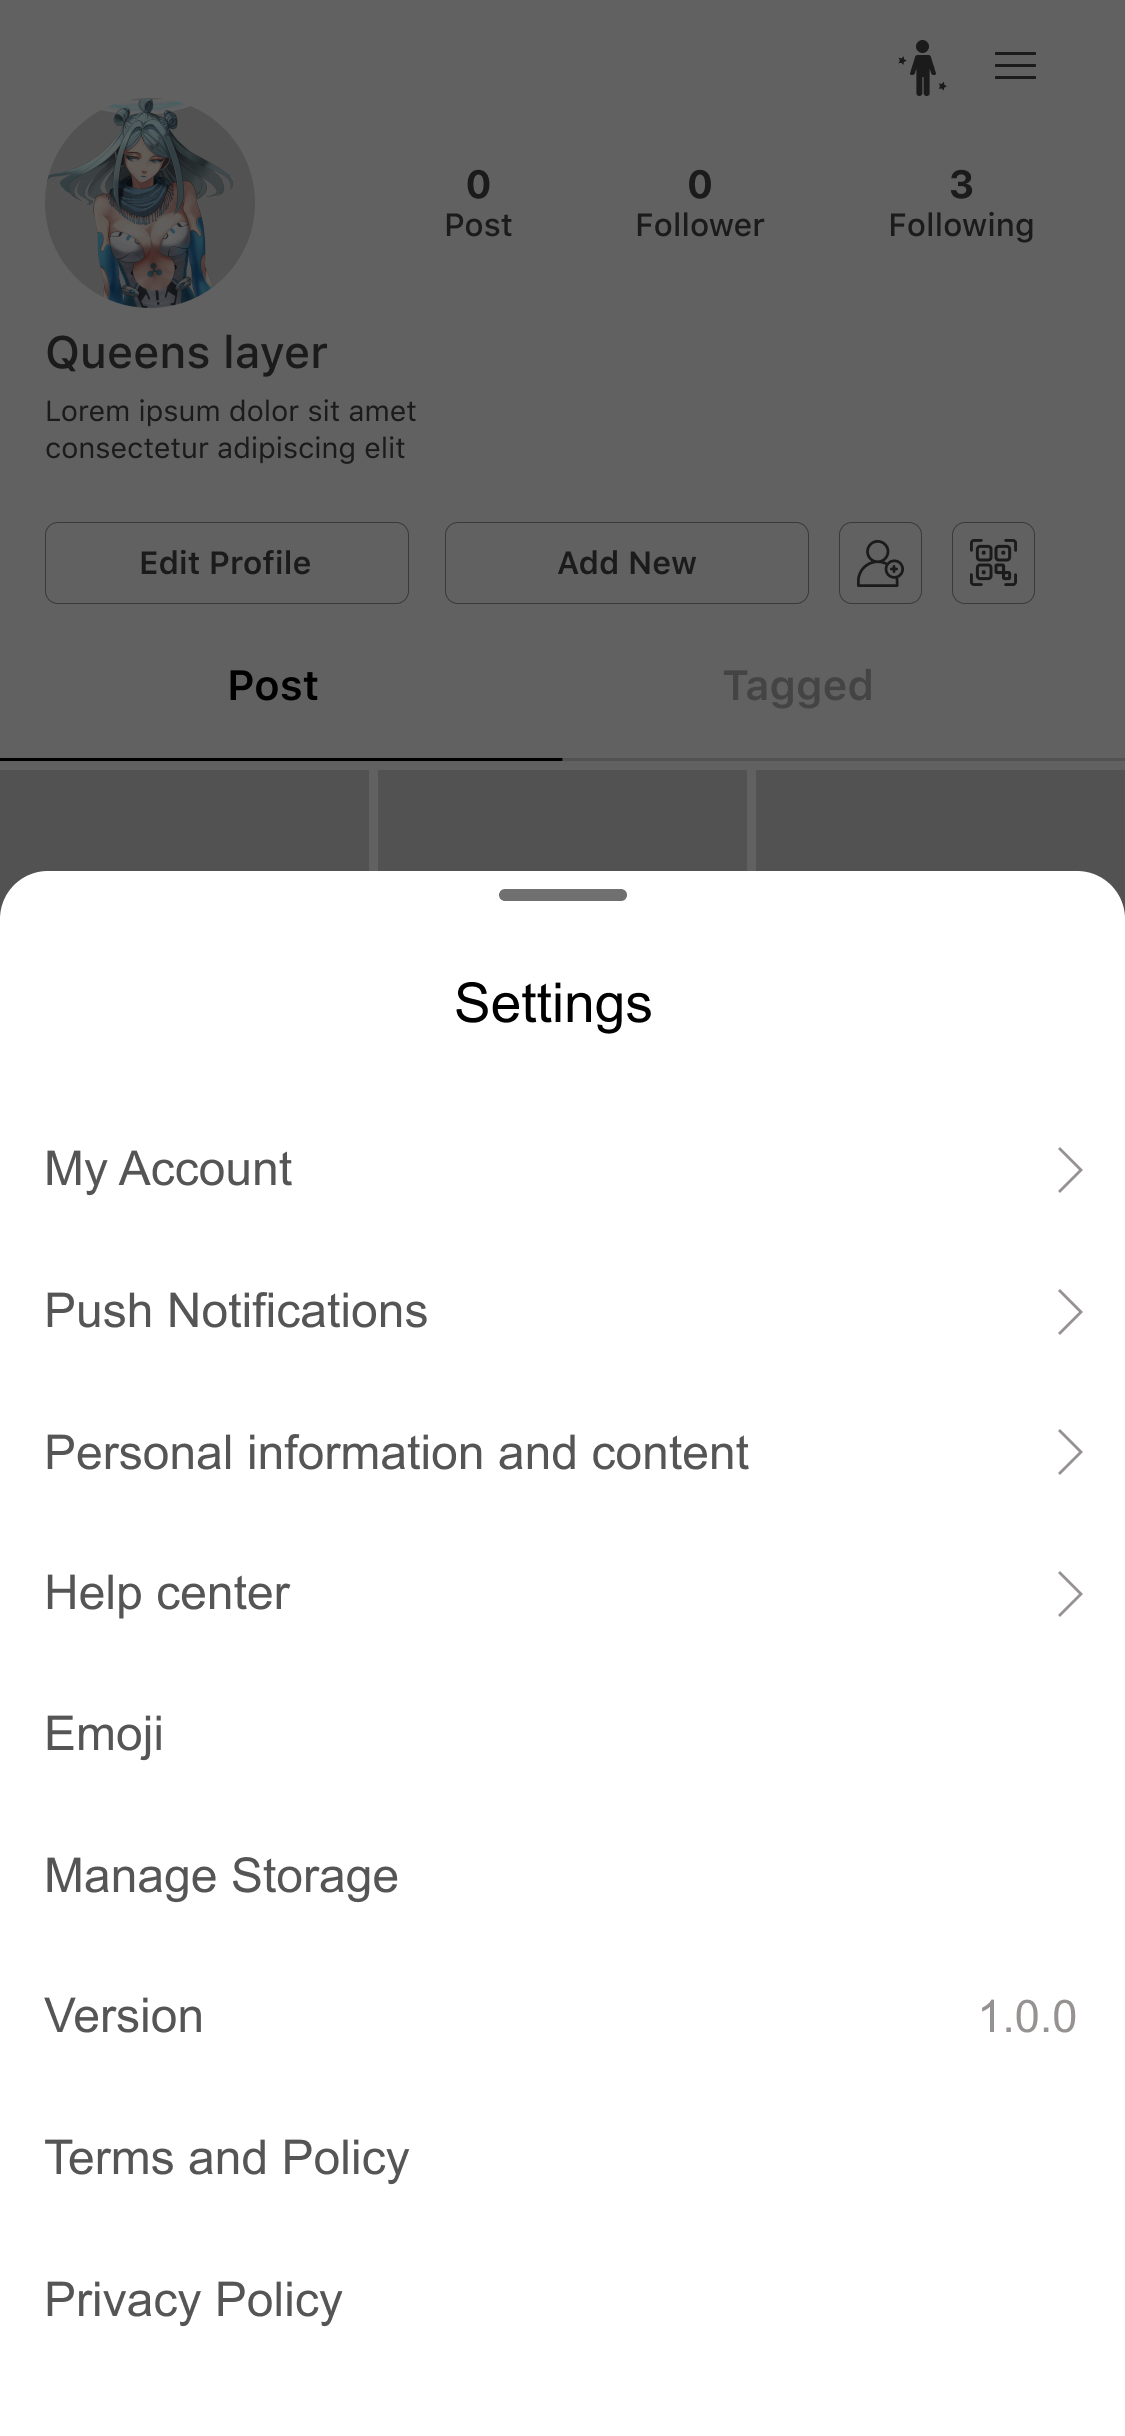 0
Post
0
Follower
3
Following
Queens layer
Lorem ipsum dolor sit amet
consectetur adipiscing elit
Edit Profile
Add New
Post
Tagged
Settings
My Account
Push Notifications
Personal information and content
Help center
Emoji
Manage Storage
Version
1.0.0
Terms and Policy
Privacy Policy